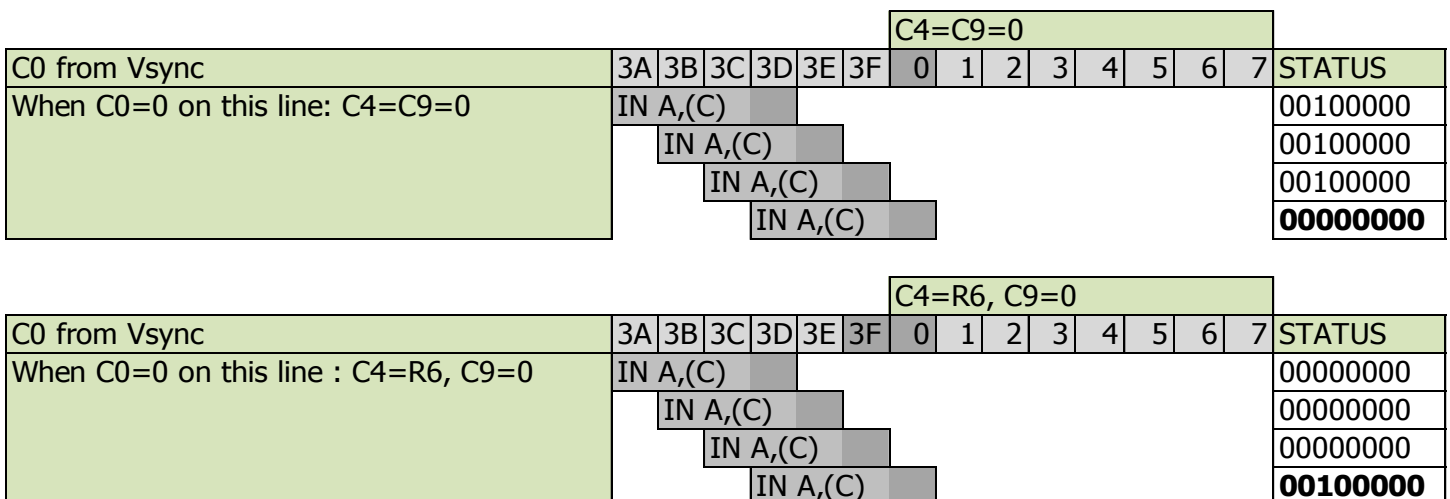 C4=C9=0
C0 from Vsync 3A 3B 3C 3D 3E 3F 0 1 2 3 4 5 6 7 STATUS
When C0=0 on this line: C4=C9=0 IN A,(C) 00100000
IN A,(C) 00100000
IN A,(C) 00100000
IN A,(C) 00000000
C4=R6, C9=0
C0 from Vsync 3A 3B 3C 3D 3E 3F 0 1 2 3 4 5 6 7 STATUS
When C0=0 on this line : C4=R6, C9=0 IN A,(C) 00000000
IN A,(C) 00000000
IN A,(C) 00000000
IN A,(C) 00100000